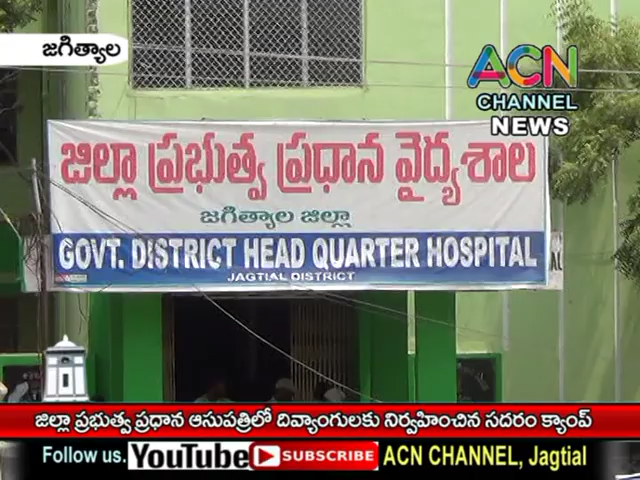 జగిత్యాల
ACN
CHANNEL
NEWS
జిల్లా ప్రభుత్వ ప్రధాన వైద్యశాల
జగిత్యాల జిల్లా
GOVT. DISTRICT HEAD QUARTER HOSPITAL
JAGTIAL DISTRICT
జిల్లా ప్రభుత్వ ప్రధాన ఆసుపత్రిలో దివ్యాంగులకు నిర్వహించిన సదరం క్యాంప్
Follow us. YouTube SUBSCRIBE ACN CHANNEL, Jagtial